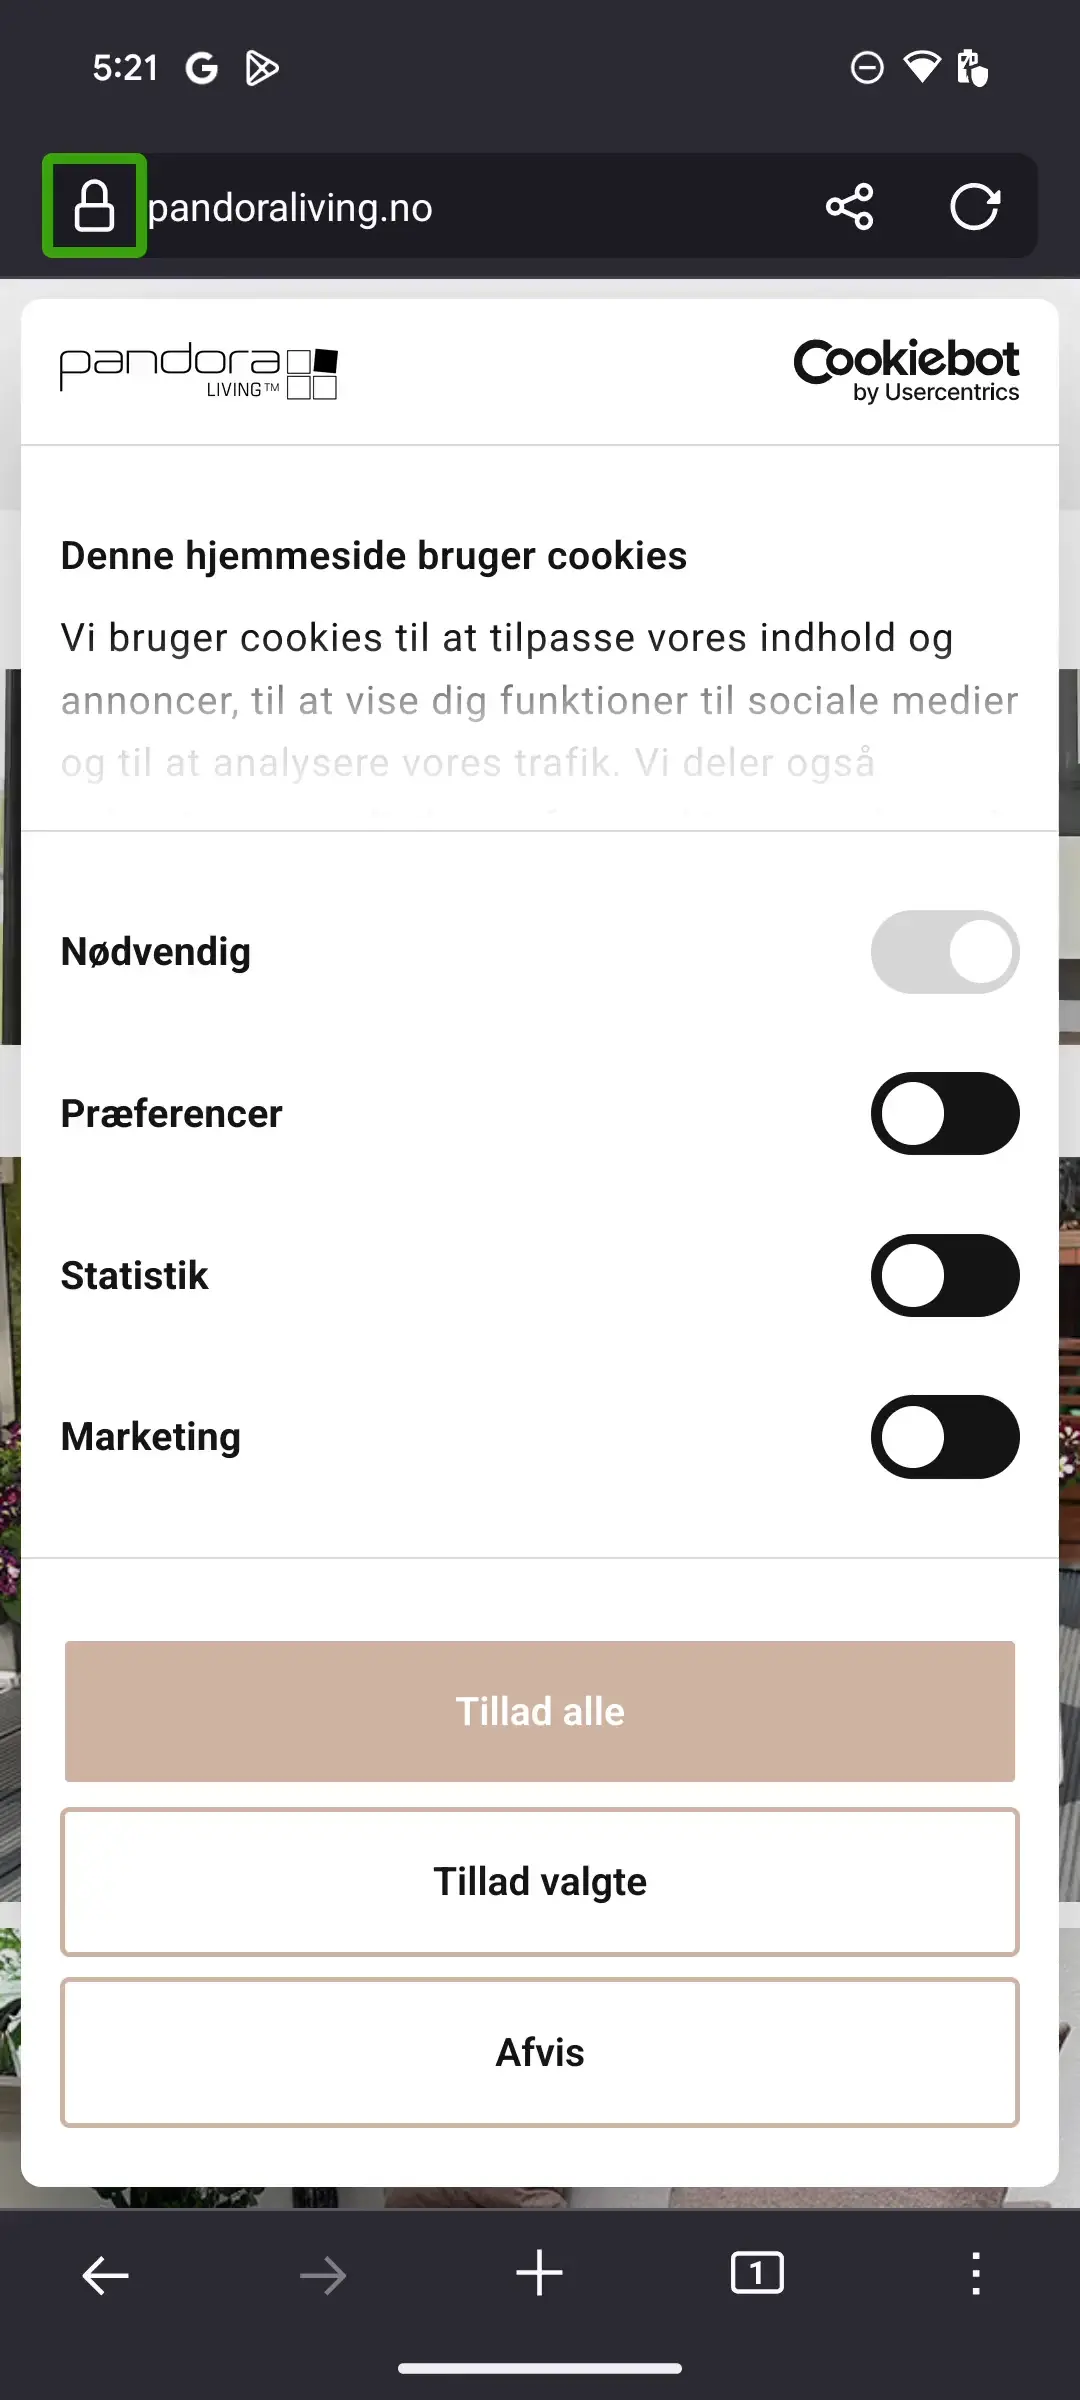 5:21
pandoraliving.no
pandora
LIVING™
Cookiebot
by Usercentrics
Denne hjemmeside bruger cookies
Vi bruger cookies til at tilpasse vores indhold og
annoncer, til at vise dig funktioner til sociale medier
og til at analysere vores trafik. Vi deler også
Nødvendig
Præferencer
Statistik
Marketing
Tillad alle
Tillad valgte
Afvis
1